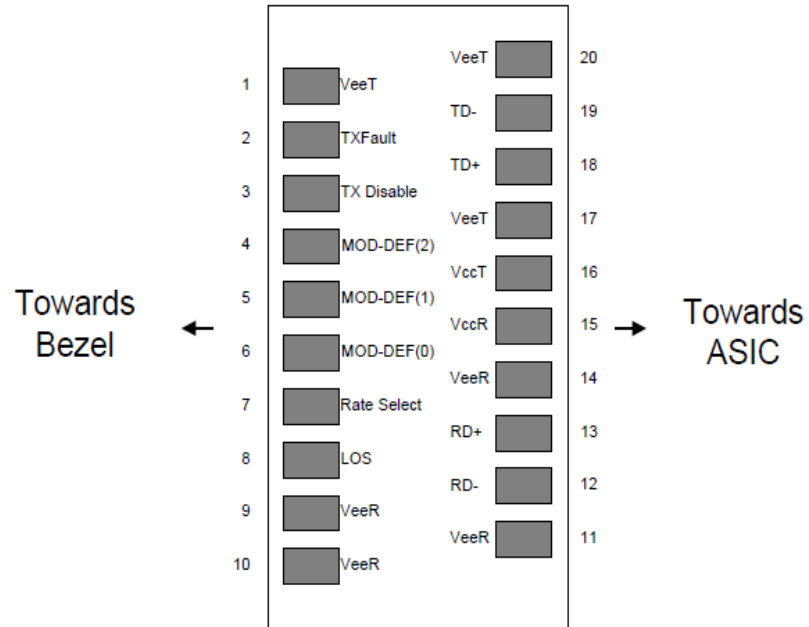 VeeT 20
1 VeeT
TD- 19
2 TXFault
TD+ 18
3 TX Disable
VeeT 17
4 MOD-DEF(2)
VccT 16
5 MOD-DEF(1)
Towards
Bezel
VccR 15
Towards
ASIC
6 MOD-DEF(0)
VeeR 14
7 Rate Select
RD+ 13
8 LOS
RD- 12
9 VeeR
VeeR 11
10 VeeR